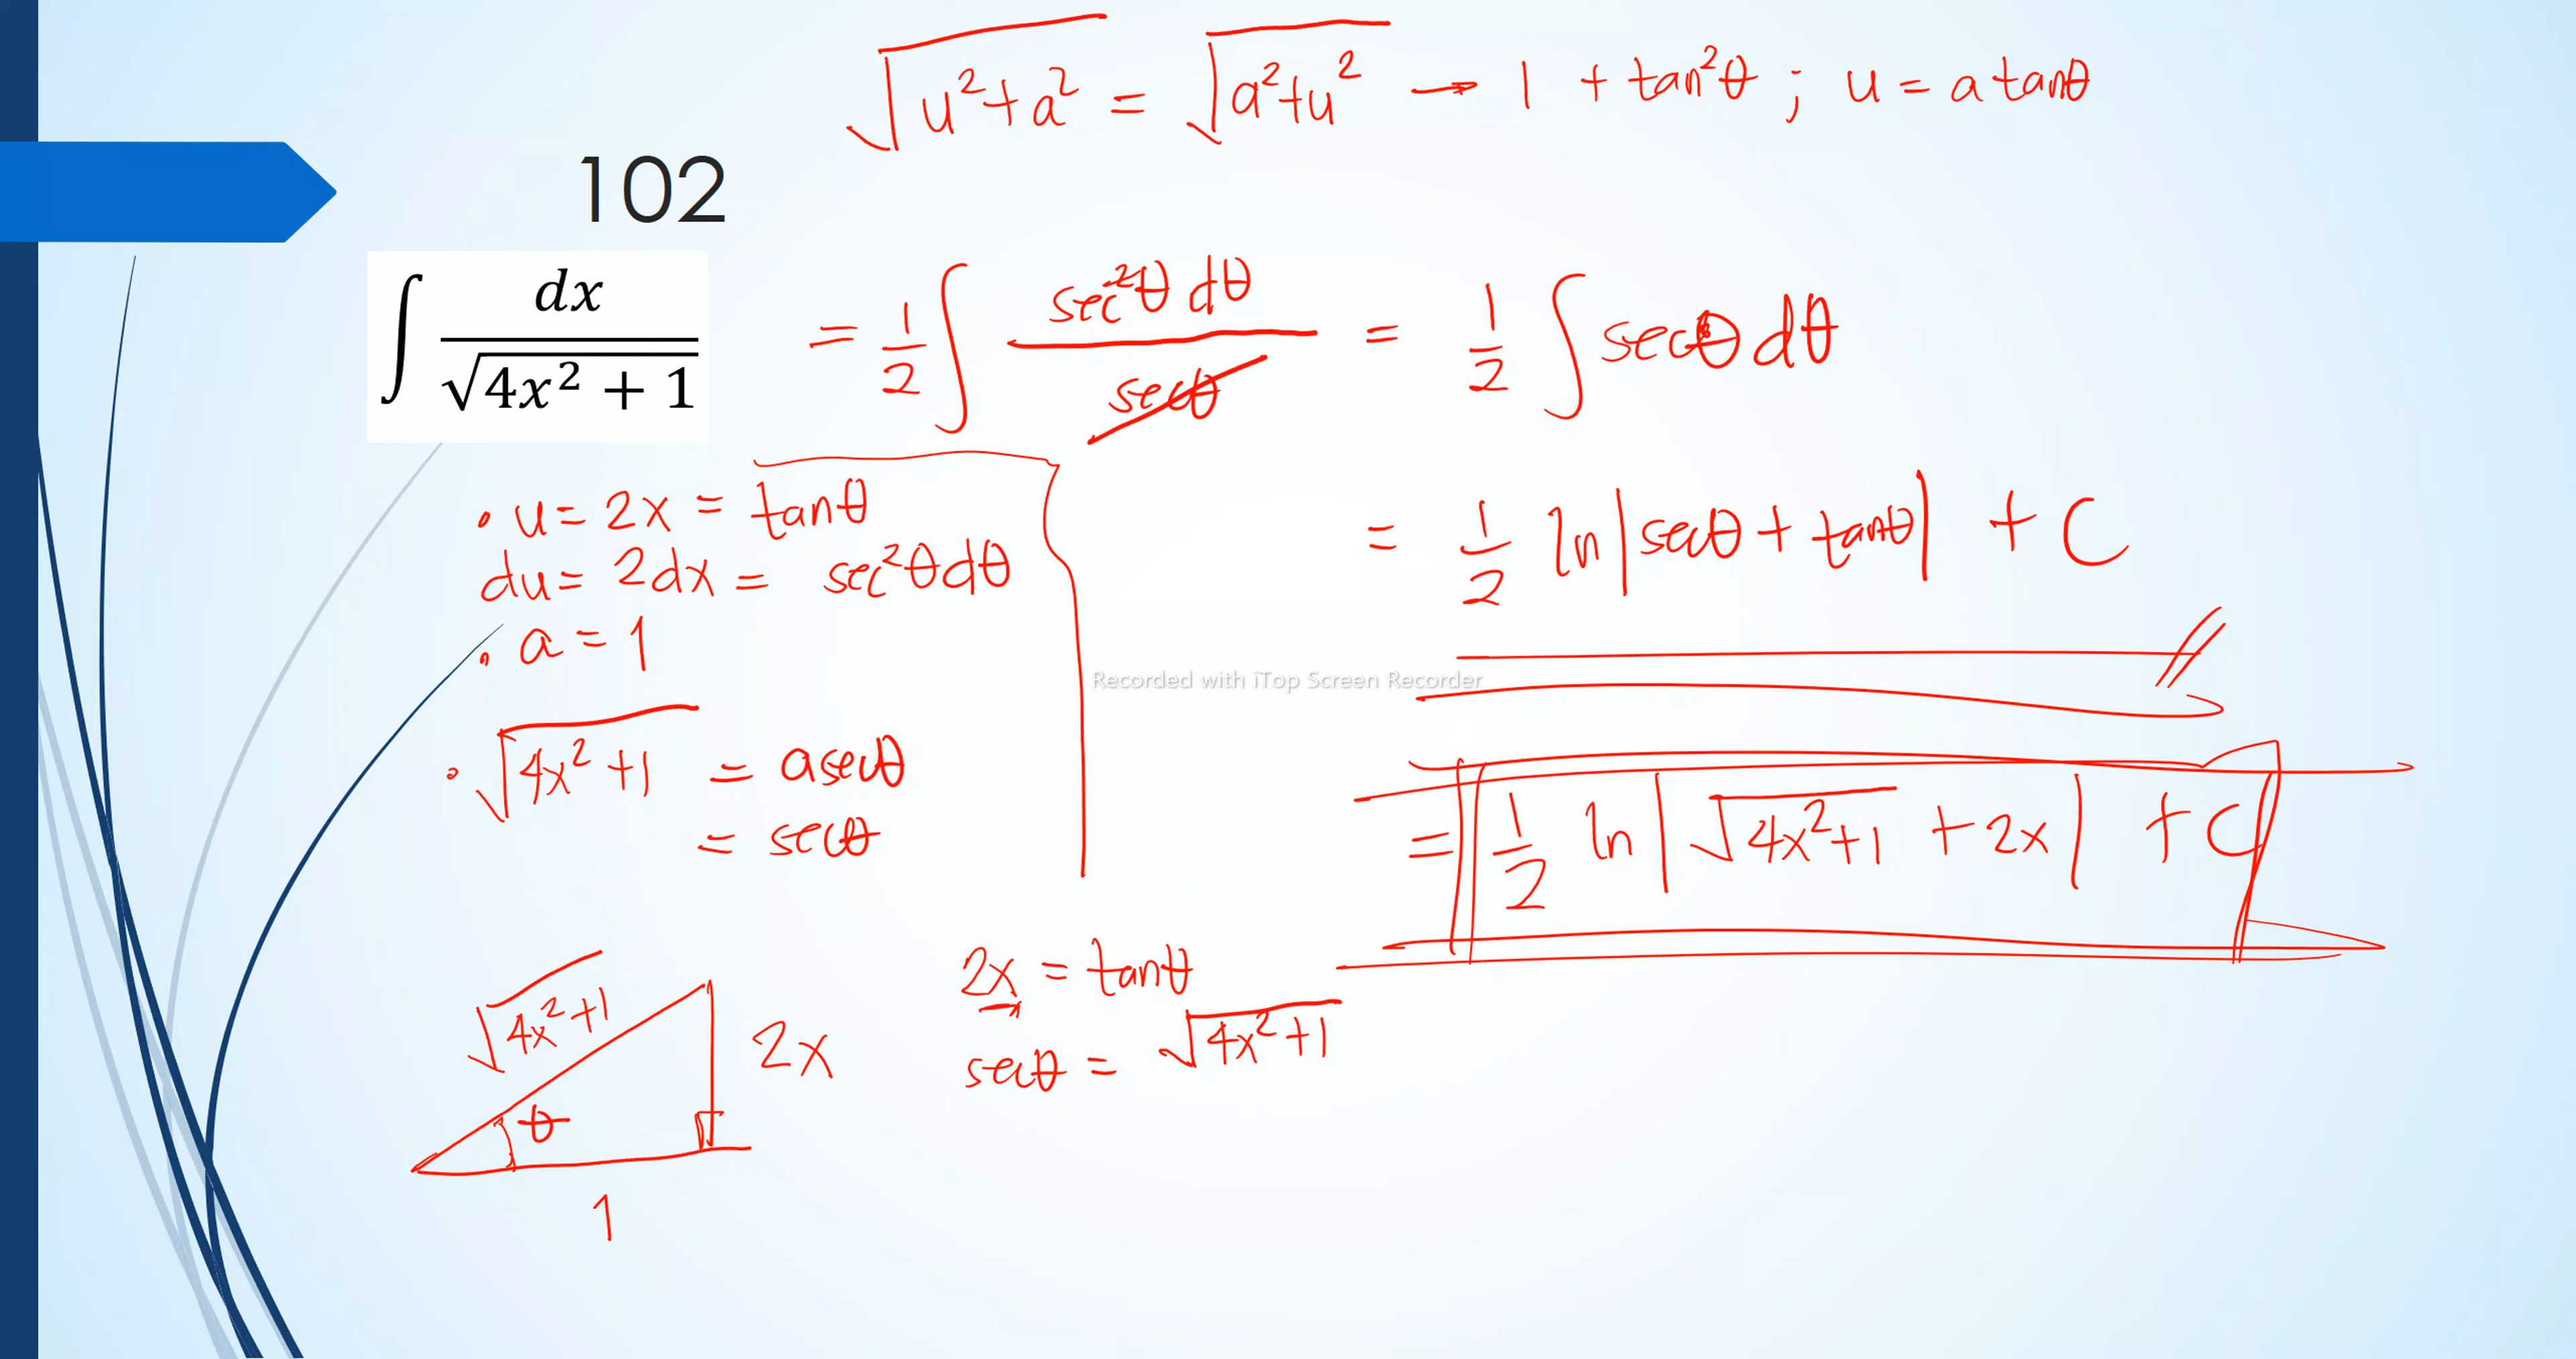 √(u²+a²) = √(a²+u²) → 1 + tan²θ ; u = a tanθ
102
∫ dx / √(4x² + 1) = 1/2 ∫ sec²θ dθ / secθ = 1/2 ∫ secθ dθ
• u = 2x = tanθ
du = 2dx = sec²θdθ
• a = 1
= 1/2 ln|secθ + tanθ| + C
Recorded with iTop Screen Recorder
• √(4x²+1) = a secθ
= secθ
= 1/2 ln|√(4x²+1) + 2x| + C
√(4x²+1)
2x
θ
1
2x = tanθ
secθ = √(4x²+1)